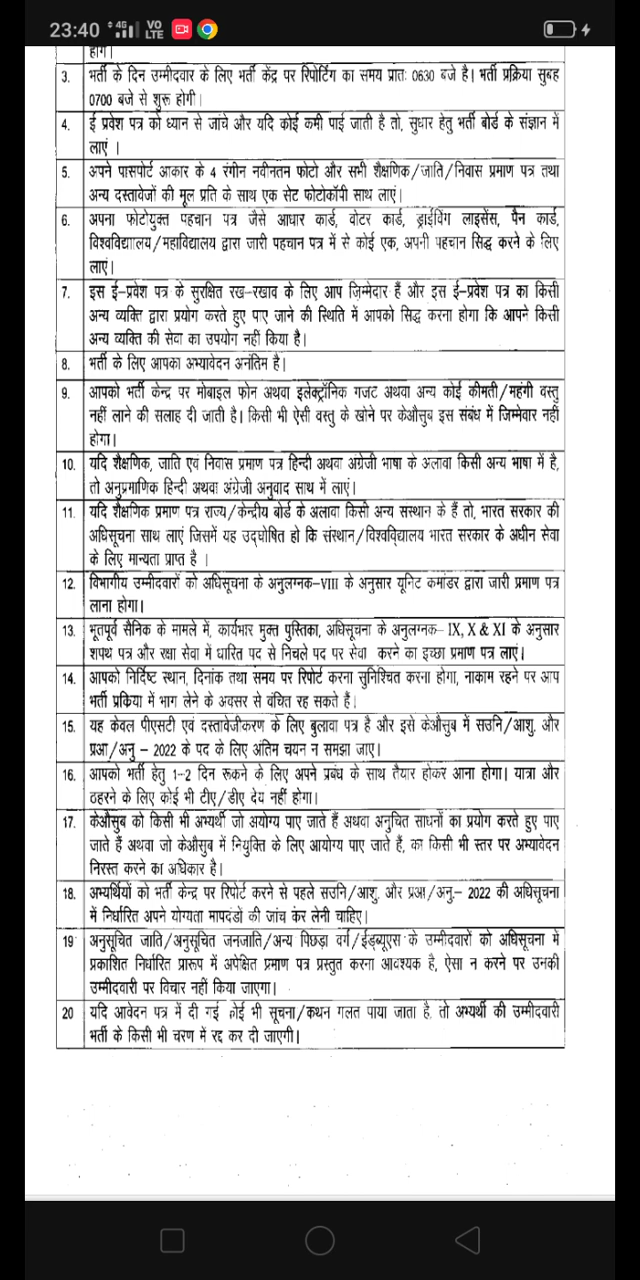 23:40 4G VO LTE
होंगे।
3. भर्ती के दिन उम्मीदवार के लिए भर्ती केंद्र पर रिपोर्टिंग का समय प्रातः 0630 बजे है। भर्ती प्रक्रिया सुबह
0700 बजे से शुरू होगी।
4. ई प्रवेश पत्र को ध्यान से जांचे और यदि कोई कमी पाई जाती है तो, सुधार हेतु भर्ती बोर्ड के संज्ञान में
लाएं ।
5. अपने पासपोर्ट आकार के 4 रंगीन नवीनतम फोटो और सभी शैक्षणिक/जाति/निवास प्रमाण पत्र तथा
अन्य दस्तावेजों की मूल प्रति के साथ एक सेट फोटोकॉपी साथ लाएं।
6. अपना फोटोयुक्त पहचान पत्र जैसे आधार कार्ड, वोटर कार्ड, ड्राईविंग लाइसेंस, पैन कार्ड,
विश्वविद्याालय/महाविद्यालय द्वारा जारी पहचान पत्र में से कोई एक, अपनी पहचान सिद्ध करने के लिए
लाएं।
7. इस ई-प्रवेश पत्र के सुरक्षित रख-रखाव के लिए आप ज़िम्मेदार हैं और इस ई-प्रवेश पत्र का किसी
अन्य व्यक्ति द्वारा प्रयोग करते हुए पाए जाने की स्थिति में आपको सिद्ध करना होगा कि आपने किसी
अन्य व्यक्ति की सेवा का उपयोग नहीं किया है।
8. भर्ती के लिए आपका अभ्यावेदन अनंतिम है।
9. आपको भर्ती केन्द्र पर मोबाइल फोन अथवा इलेक्ट्रॉनिक गजट अथवा अन्य कोई कीमती/महंगी वस्तु
नहीं लाने की सलाह दी जाती है। किसी भी ऐसी वस्तु के खोने पर केऔसुब इस संबंध में जिम्मेवार नहीं
होगा।
10. यदि शैक्षणिक, जाति एवं निवास प्रमाण पत्र हिन्दी अथवा अंग्रेजी भाषा के अलावा किसी अन्य भाषा में है,
तो अनुप्रमाणिक हिन्दी अथवा अंग्रेजी अनुवाद साथ में लाएं।
11. यदि शैक्षणिक प्रमाण पत्र राज्य/केन्द्रीय बोर्ड के अलावा किसी अन्य संस्थान के हैं तो, भारत सरकार की
अधिसूचना साथ लाएं जिसमें यह उद्घोषित हो कि संस्थान/विश्वविद्यालय भारत सरकार के अधीन सेवा
के लिए मान्यता प्राप्त है ।
12. विभागीय उम्मीदवारों को अधिसूचना के अनुलग्नक-VIII के अनुसार यूनिट कमांडर द्वारा जारी प्रमाण पत्र
लाना होगा।
13. भूतपूर्व सैनिक के मामले में, कार्यभार मुक्त पुस्तिका, अधिसूचना के अनुलग्नक- IX, X & XI के अनुसार
शपथ पत्र और रक्षा सेवा में धारित पद से निचले पद पर सेवा करने का इच्छा प्रमाण पत्र लाएं।
14. आपको निर्दिष्ट स्थान, दिनांक तथा समय पर रिपोर्ट करना सुनिश्चित करना होगा, नाकाम रहने पर आप
भर्ती प्रकिया में भाग लेने के अवसर से वंचित रह सकते हैं।
15. यह केवल पीएसटी एवं दस्तावेजीकरण के लिए बुलावा पत्र है और इसे केऔसुब में सउनि/आशु. और
प्रआ/अनु - 2022 के पद के लिए अंतिम चयन न समझा जाए।
16. आपको भर्ती हेतु 1-2 दिन रूकने के लिए अपने प्रबंध के साथ तैयार होकर आना होगा। यात्रा और
ठहरने के लिए कोई भी टीए/डीए देय नहीं होगा।
17. केऔसुब को किसी भी अभ्यर्थी जो अयोग्य पाए जाते हैं अथवा अनुचित साधनों का प्रयोग करते हुए पाए
जाते हैं अथवा जो केऔसुब में नियुक्ति के लिए आयोग्य पाए जाते हैं, का किसी भी स्तर पर अभ्यावेदन
निरस्त करने का अधिकार है।
18. अभ्यर्थियों को भर्ती केन्द्र पर रिपोर्ट करने से पहले सउनि/आशु. और प्रआ/अनु.- 2022 की अधिसूचना
में निर्धारित अपने योग्यता मापदंडों की जांच कर लेनी चाहिए।
19 अनुसूचित जाति/अनुसूचित जनजाति/अन्य पिछड़ा वर्ग/ईडब्यूएस के उम्मीदवारों को अधिसूचना में
प्रकाशित निर्धारित प्रारूप में अपेक्षित प्रमाण पत्र प्रस्तुत करना आवश्यक है, ऐसा न करने पर उनकी
उम्मीदवारी पर विचार नहीं किया जाएगा।
20 यदि आवेदन पत्र में दी गई कोई भी सूचना/कथन गलत पाया जाता है, तो अभ्यर्थी की उम्मीदवारी
भर्ती के किसी भी चरण में रद्द कर दी जाएगी।